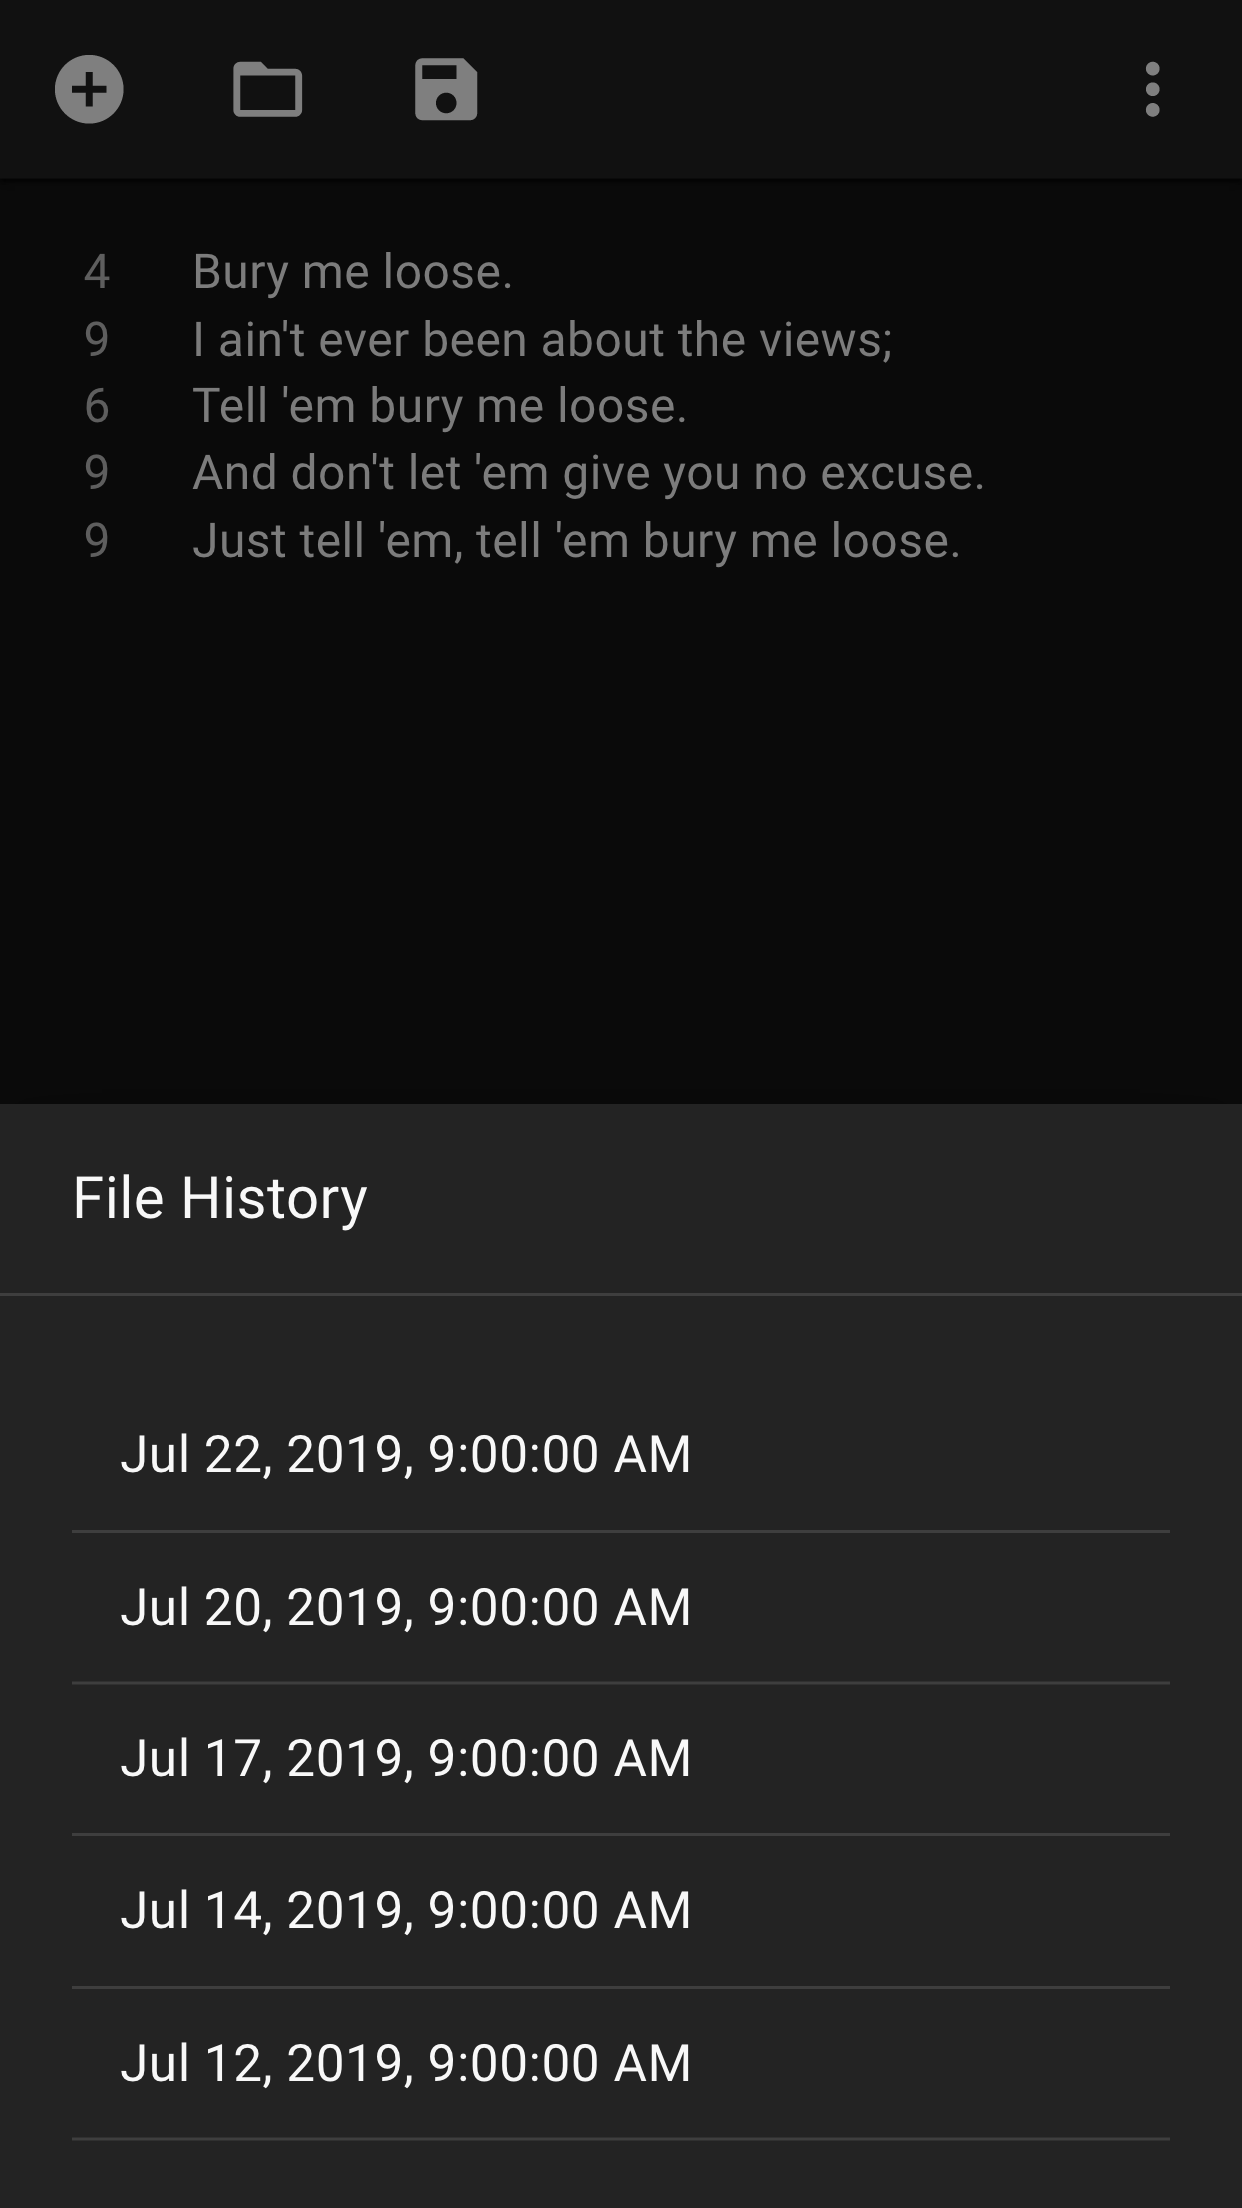 4 Bury me loose.
9 I ain't ever been about the views;
6 Tell 'em bury me loose.
9 And don't let 'em give you no excuse.
9 Just tell 'em, tell 'em bury me loose.
File History
Jul 22, 2019, 9:00:00 AM
Jul 20, 2019, 9:00:00 AM
Jul 17, 2019, 9:00:00 AM
Jul 14, 2019, 9:00:00 AM
Jul 12, 2019, 9:00:00 AM